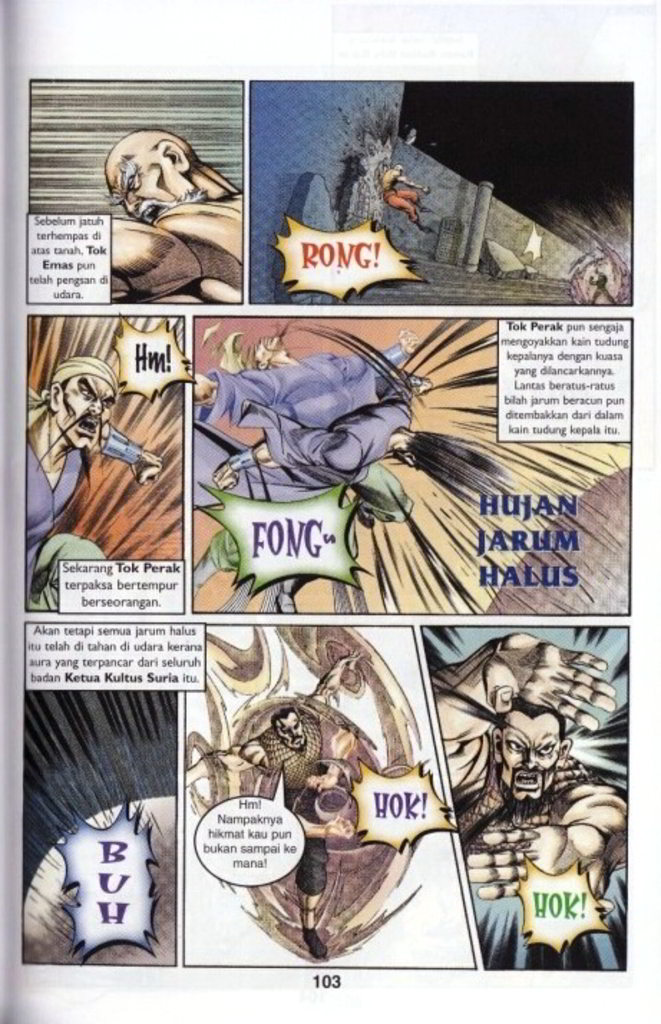 Sebelum jatuh
terhempas di
atas tanah, Tok
Emas pun
telah pengsan di
udara.
RONG!
HM!
Sekarang Tok Perak
terpaksa bertempur
berseorangan.
Tok Perak pun sengaja
mengoyakkan kain tudung
kepalanya dengan kuasa
yang dilancarkannya.
Lantas beratus-ratus
bilah jarum beracun pun
ditembakkan dari dalam
kain tudung kepala itu.
FONG~
HUJAN
JARUM
HALUS
Akan tetapi semua jarum halus
itu telah di tahan di udara kerana
aura yang terpancar dari seluruh
badan Ketua Kultus Suria itu.
BUH
Hm!
Nampaknya
hikmat kau pun
bukan sampai ke
mana!
HOK!
HOK!
103